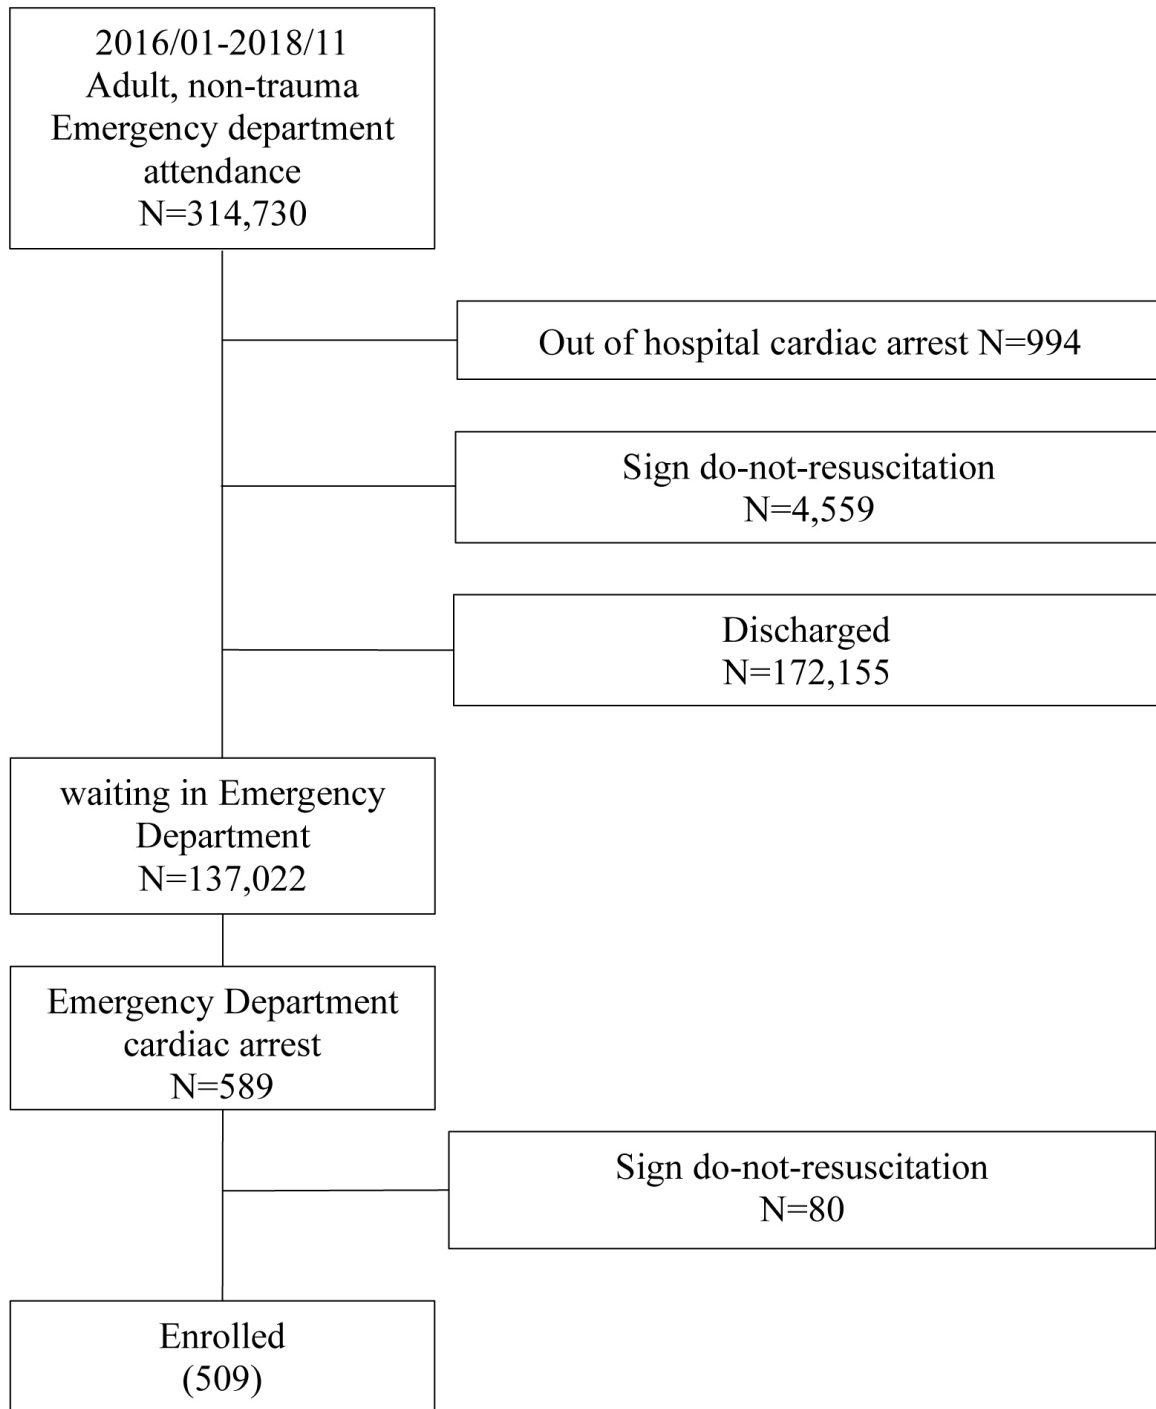 2016/01-2018/11
Adult, non-trauma
Emergency department
attendance
N=314,730
Out of hospital cardiac arrest N=994
Sign do-not-resuscitation
N=4,559
Discharged
N=172,155
waiting in Emergency
Department
N=137,022
Emergency Department
cardiac arrest
N=589
Sign do-not-resuscitation
N=80
Enrolled
(509)